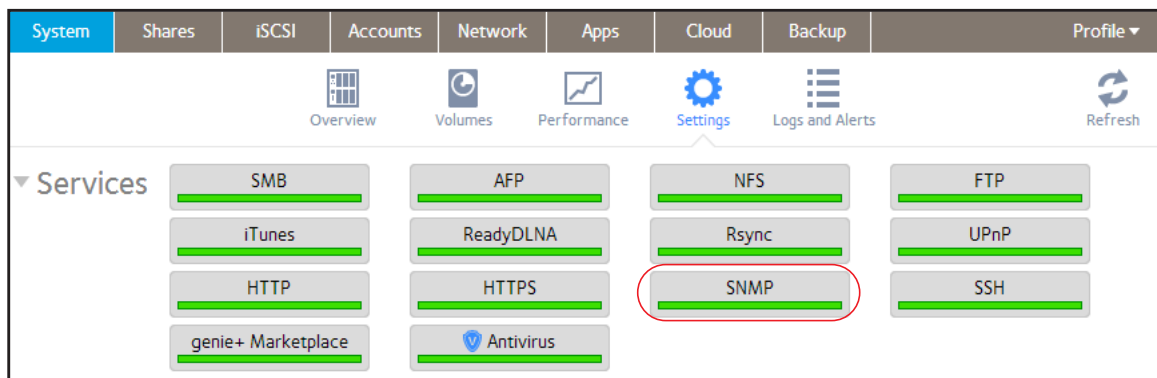 System Shares iSCSI Accounts Network Apps Cloud Backup Profile
Overview Volumes Performance Settings Logs and Alerts Refresh
Services SMB AFP NFS FTP
iTunes ReadyDLNA Rsync UPnP
HTTP HTTPS SNMP SSH
genie+ Marketplace Antivirus